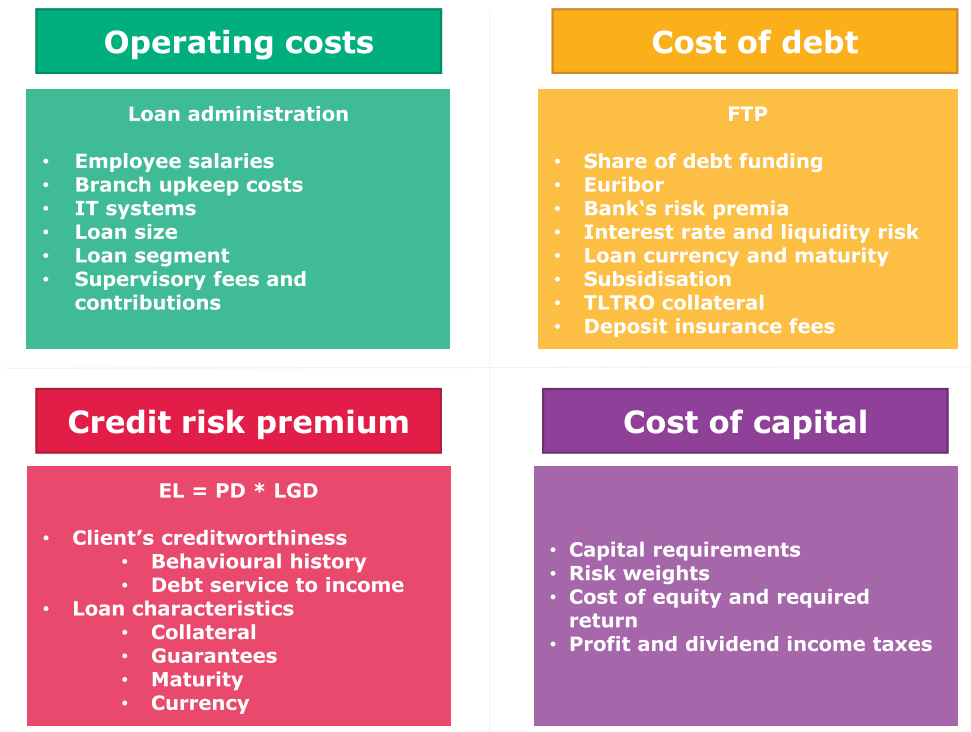 Operating costs
Loan administration
• Employee salaries
• Branch upkeep costs
• IT systems
• Loan size
• Loan segment
• Supervisory fees and
contributions
Cost of debt
FTP
• Share of debt funding
• Euribor
• Bank‛s risk premia
• Interest rate and liquidity risk
• Loan currency and maturity
• Subsidisation
• TLTRO collateral
• Deposit insurance fees
Credit risk premium
EL = PD * LGD
• Client’s creditworthiness
• Behavioural history
• Debt service to income
• Loan characteristics
• Collateral
• Guarantees
• Maturity
• Currency
Cost of capital
• Capital requirements
• Risk weights
• Cost of equity and required
return
• Profit and dividend income taxes